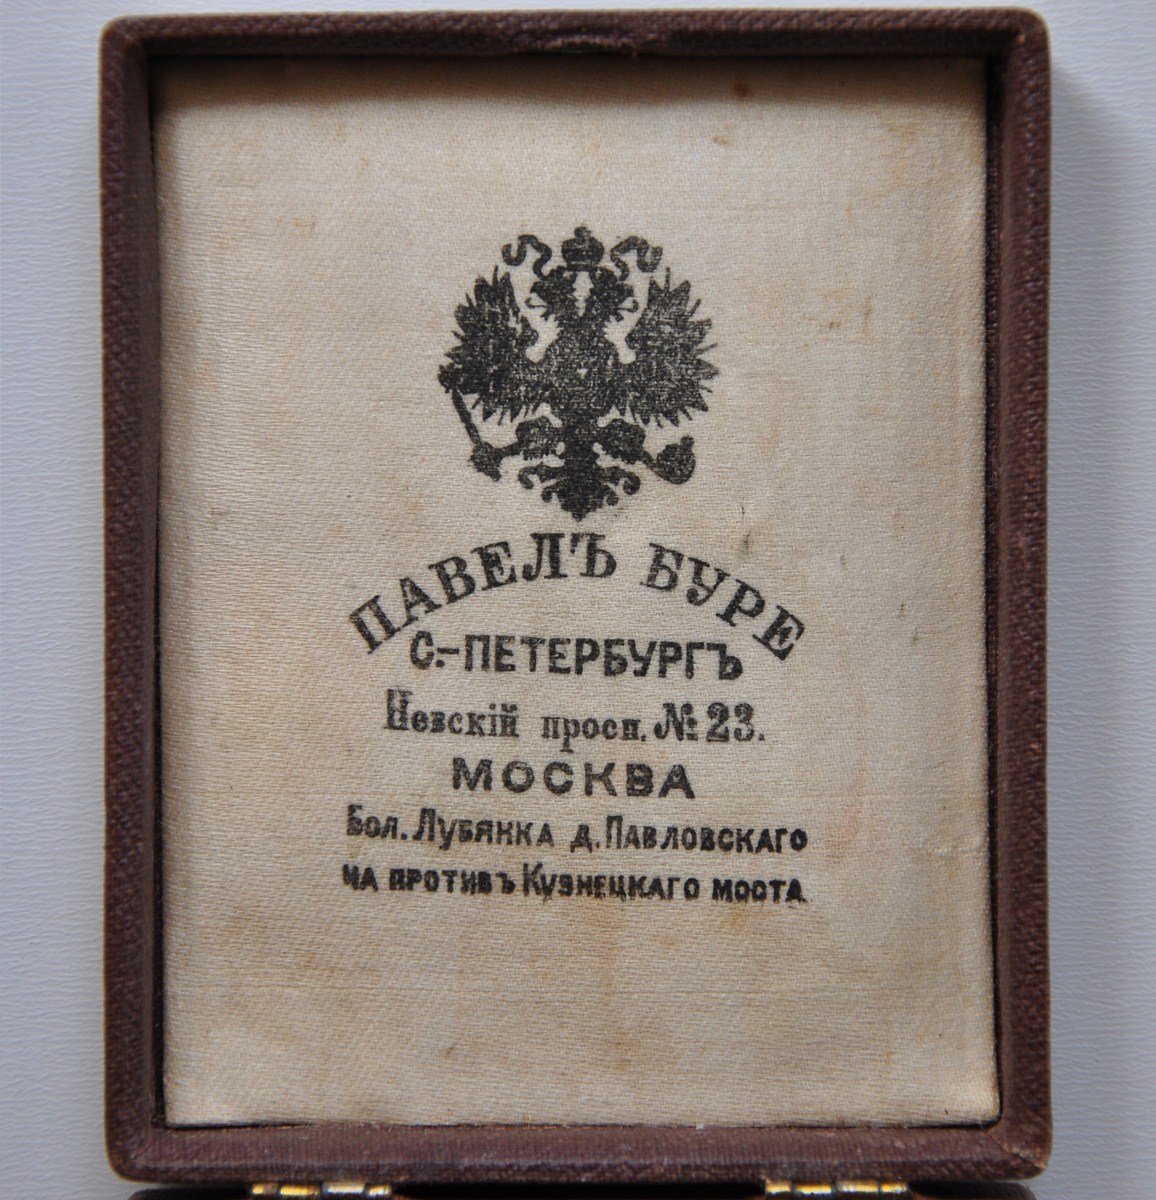 ПАВЕЛЪ БУРЕ
С.-ПЕТЕРБУРГЪ
Невскій просп. № 23.
МОСКВА
Бол. Лубянка д. Павловскаго
на противъ Кузнецкаго моста